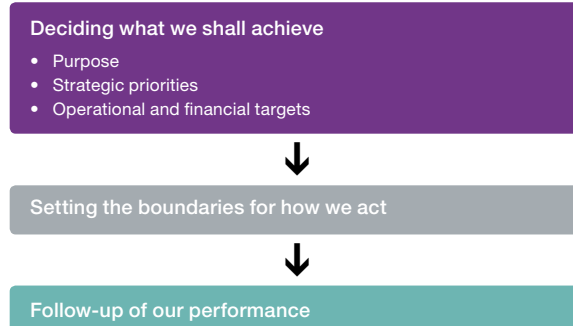 Deciding what we shall achieve
• Purpose
• Strategic priorities
• Operational and financial targets
Setting the boundaries for how we act
Follow-up of our performance